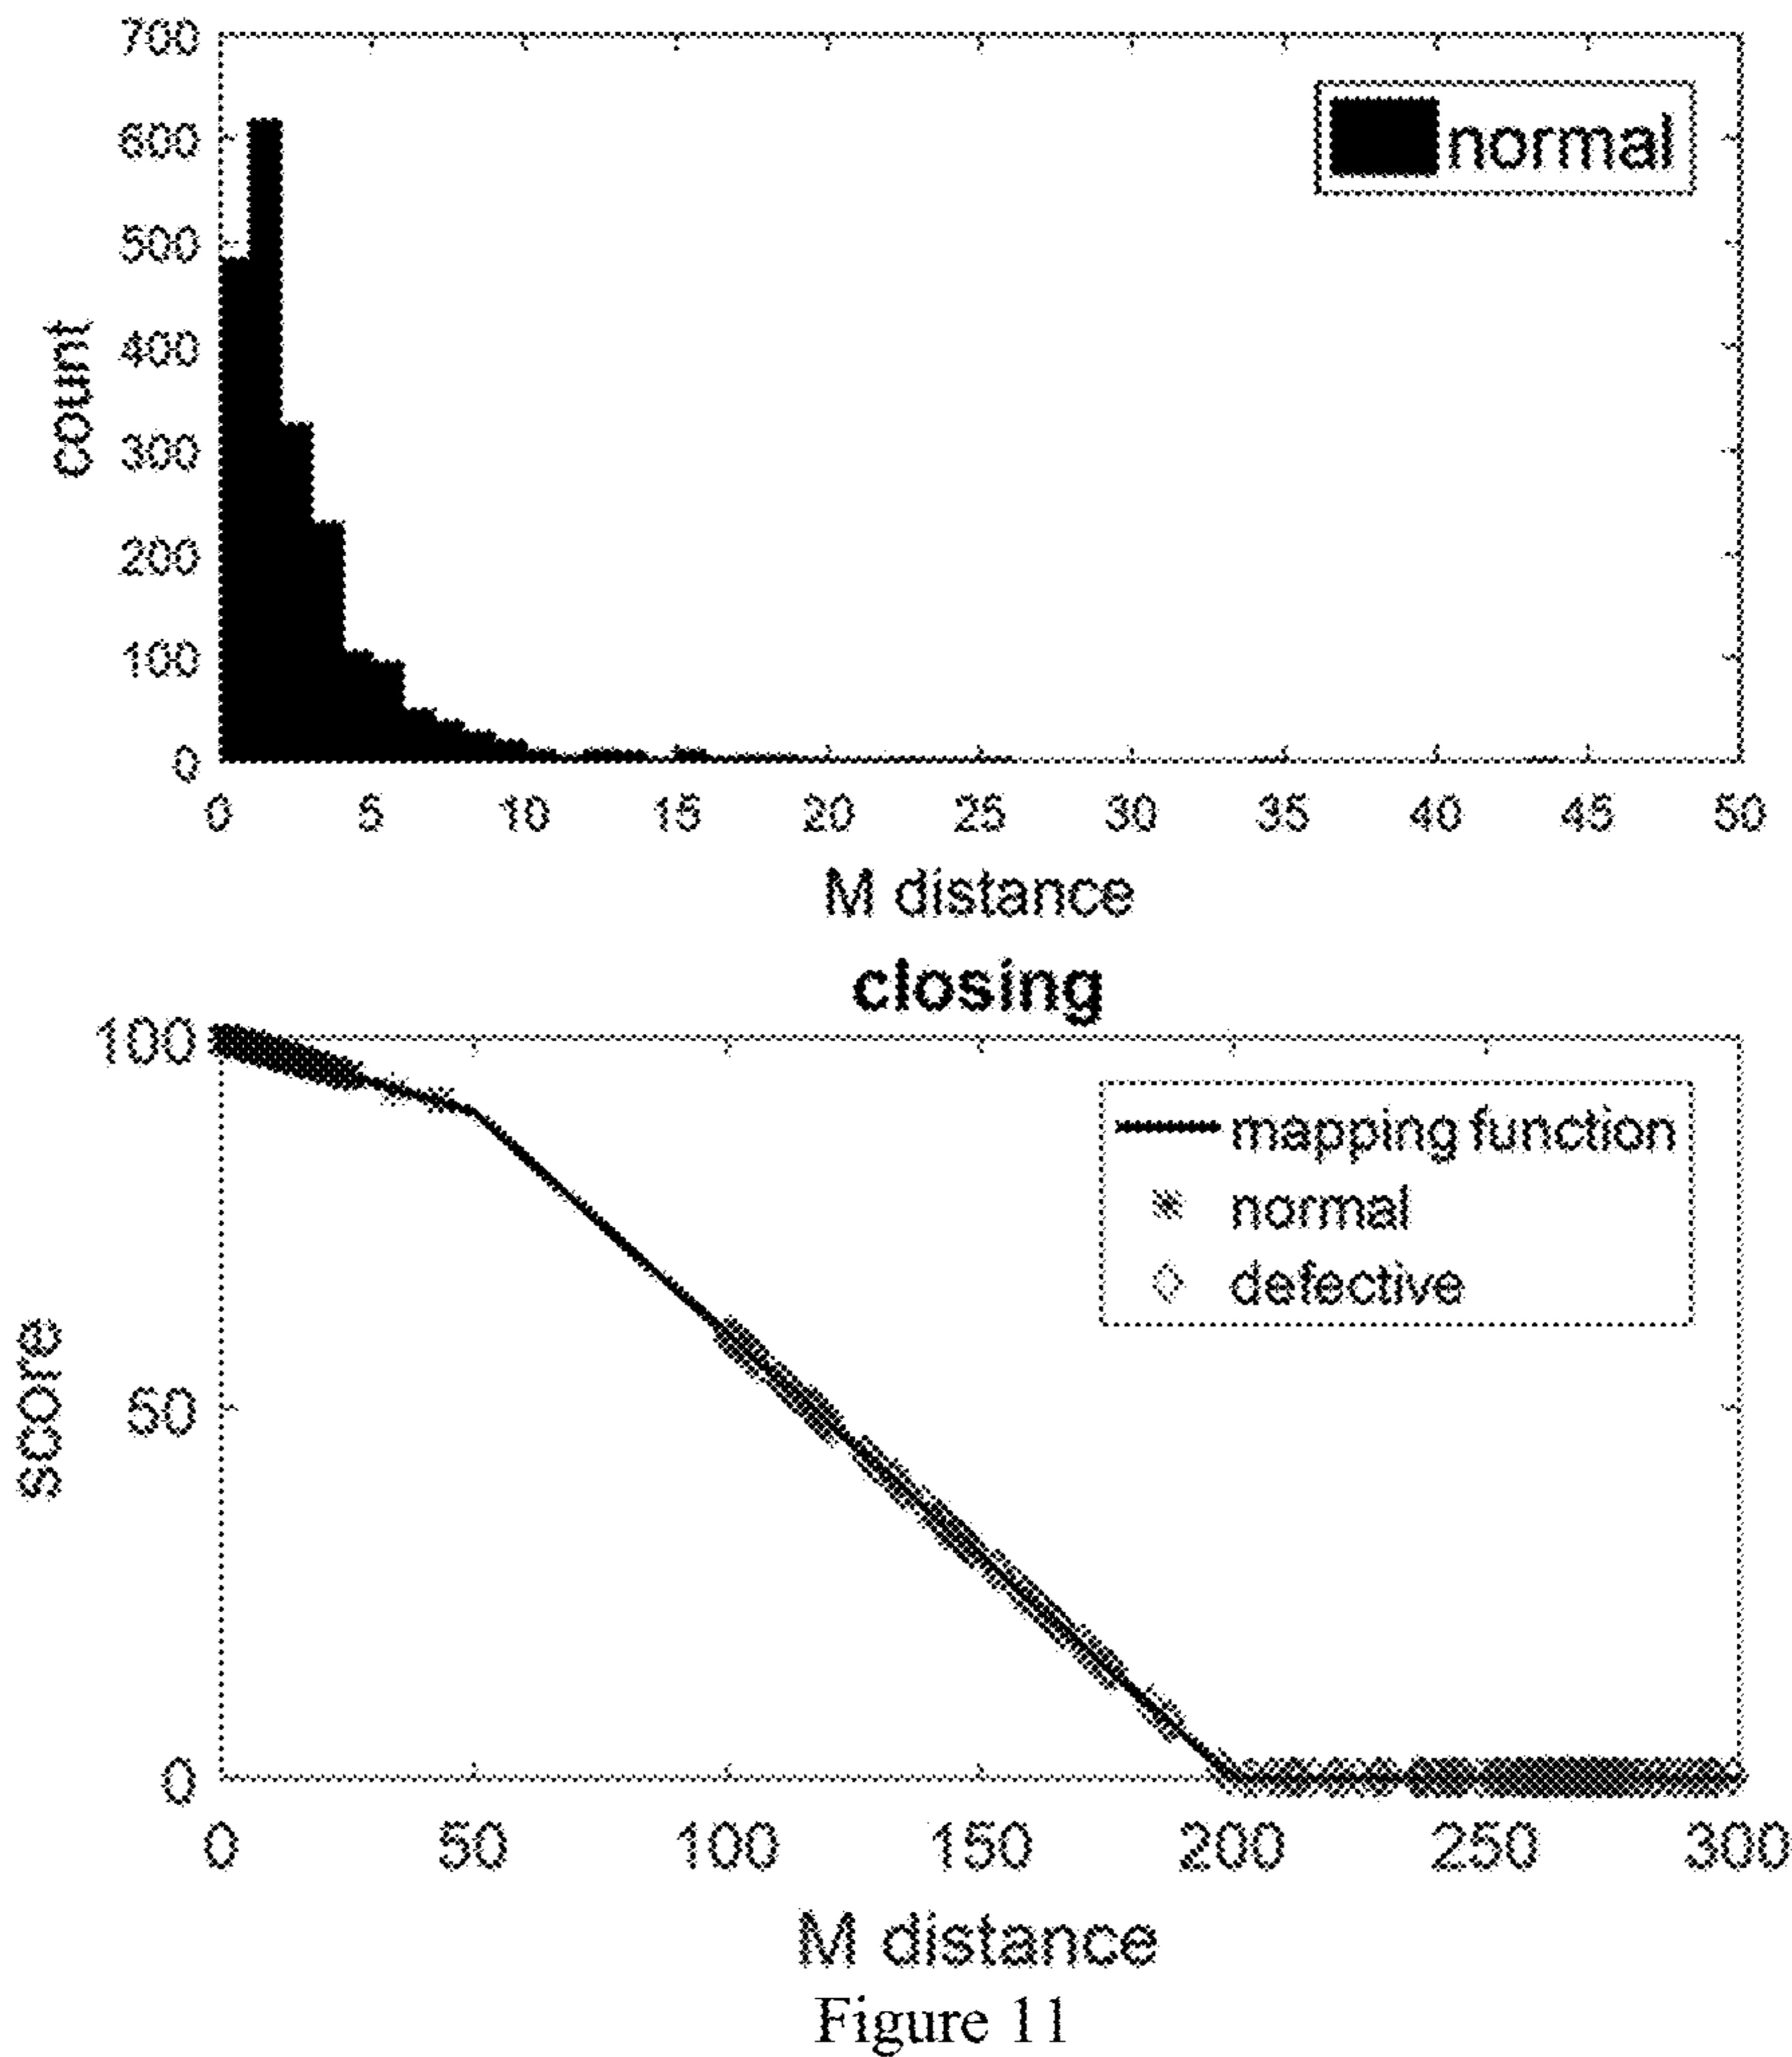 700
normal
600
500
400
300
200
100
0
count
0 5 10 15 20 25 30 35 40 45 50
M distance
closing
100
mapping function
normal
defective
50
0
score
0 50 100 150 200 250 300
M distance
Figure 11